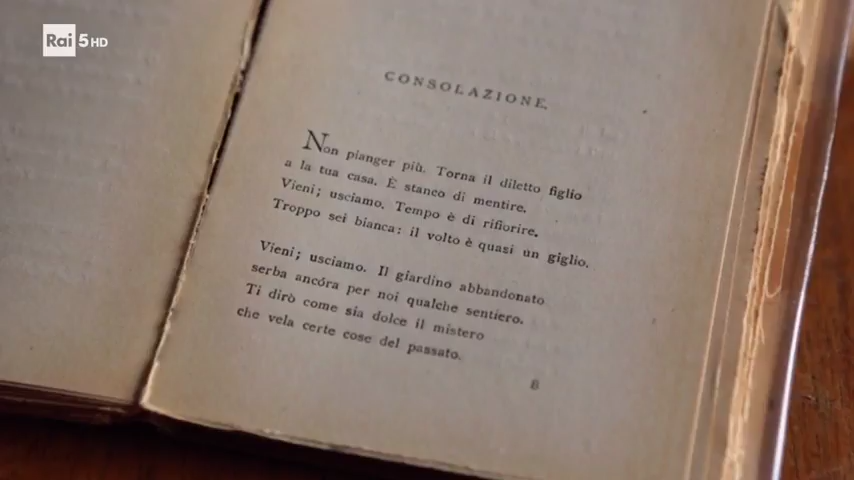 Rai 5 HD
CONSOLAZIONE.
Non pianger più. Torna il diletto figlio
a la tua casa. È stanco di mentire.
Vieni; usciamo. Tempo è di rifiorire.
Troppo sei bianca: il volto è quasi un giglio.
Vieni; usciamo. Il giardino abbandonato
serba ancóra per noi qualche sentiero.
Ti dirò come sia dolce il mistero
che vela certe cose del passato.
8